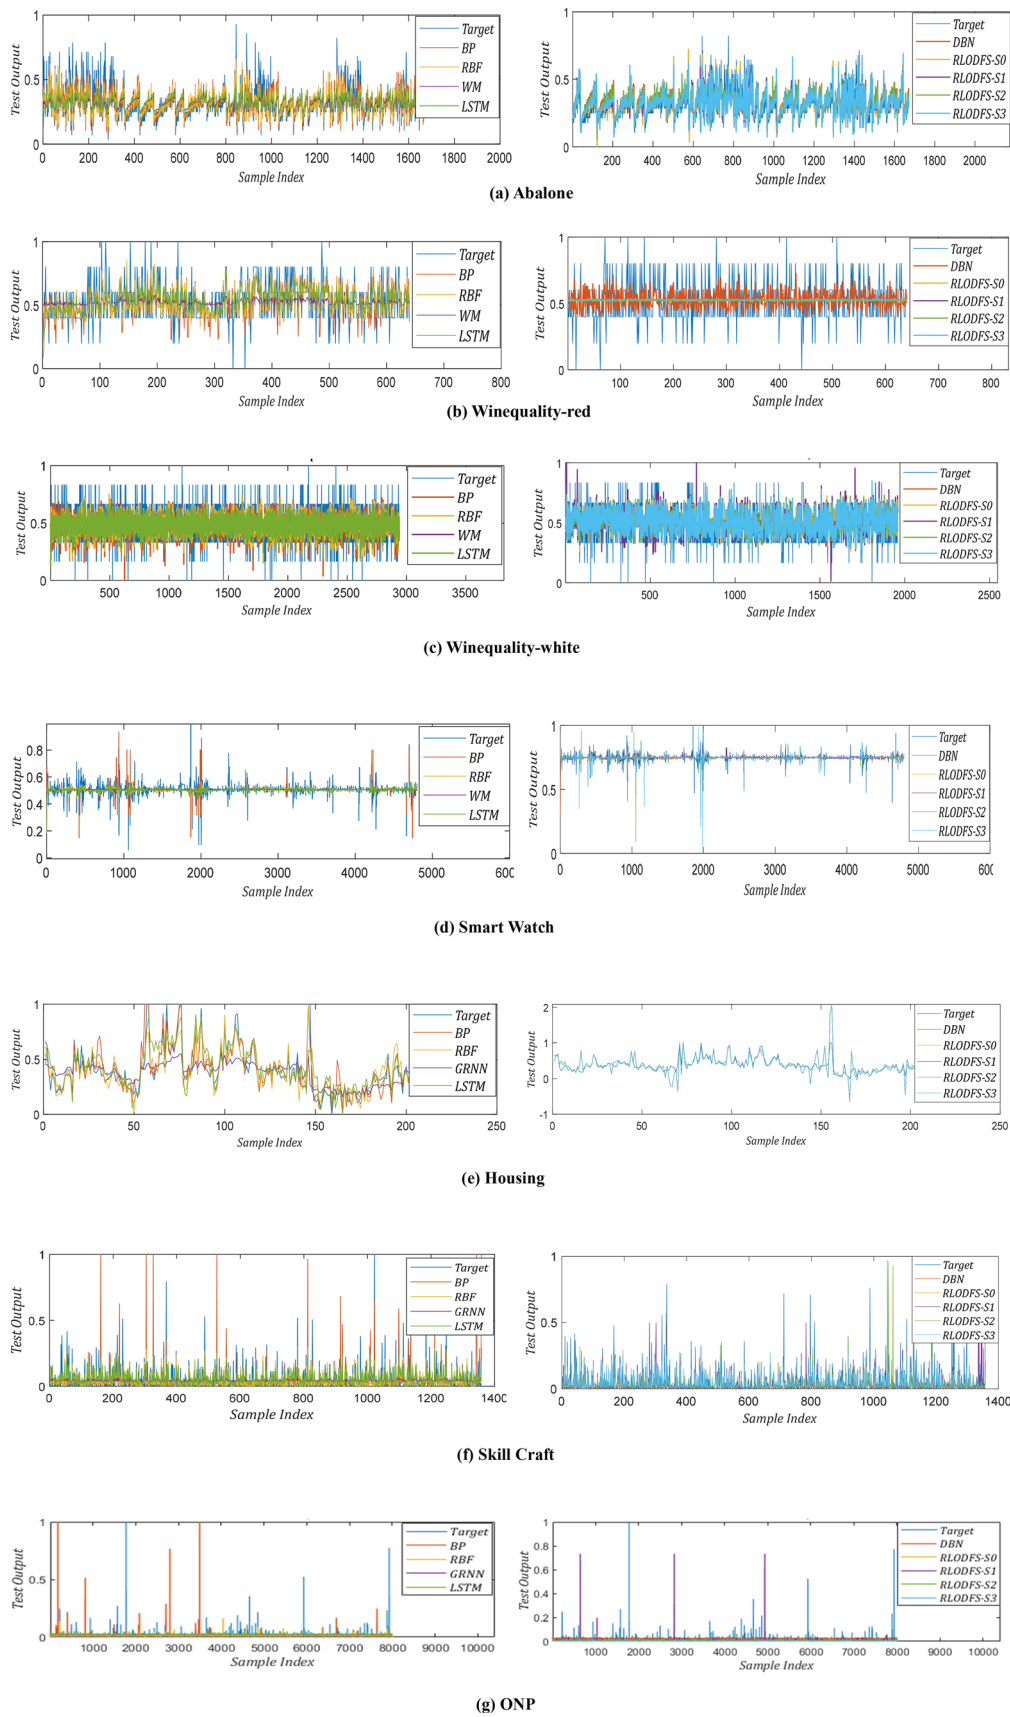 Test Output
1
0.5
0
0 200 400 600 800 1000 1200 1400 1600 1800 2000
Sample Index
Target
BP
RBF
WM
LSTM
Test Output
1
0.5
0
200 400 600 800 1000 1200 1400 1600 1800 2000
Sample Index
Target
DBN
RLODFS-S0
RLODFS-S1
RLODFS-S2
RLODFS-S3
(a) Abalone
Test Output
1
0.5
0
0 100 200 300 400 500 600 700 800
Sample Index
Target
BP
RBF
WM
LSTM
Test Output
1
0.5
0
100 200 300 400 500 600 700 800
Sample Index
Target
DBN
RLODFS-S0
RLODFS-S1
RLODFS-S2
RLODFS-S3
(b) Winequality-red
Test Output
1
0.5
0
500 1000 1500 2000 2500 3000 3500
Sample Index
Target
BP
RBF
WM
LSTM
Test Output
1
0.5
0
500 1000 1500 2000 2500
Sample Index
Target
DBN
RLODFS-S0
RLODFS-S1
RLODFS-S2
RLODFS-S3
(c) Winequality-white
Test Output
0.8
0.6
0.4
0.2
0
0 1000 2000 3000 4000 5000 600
Sample Index
Target
BP
RBF
WM
LSTM
Test Output
1
0.5
0
0 1000 2000 3000 4000 5000 600
Sample Index
Target
DBN
RLODFS-S0
RLODFS-S1
RLODFS-S2
RLODFS-S3
(d) Smart Watch
Test Output
1
0.5
0
0 50 100 150 200 250
Sample Index
Target
BP
RBF
GRNN
LSTM
Test Output
2
1
0
-1
0 50 100 150 200 250
Sample Index
Target
DBN
RLODFS-S0
RLODFS-S1
RLODFS-S2
RLODFS-S3
(e) Housing
Test Output
1
0.5
0
0 200 400 600 800 1000 1200 1400
Sample Index
Target
BP
RBF
GRNN
LSTM
Test Output
1
0.5
0
0 200 400 600 800 1000 1200 1400
Sample Index
Target
DBN
RLODFS-S0
RLODFS-S1
RLODFS-S2
RLODFS-S3
(f) Skill Craft
Test Output
1
0.5
0
1000 2000 3000 4000 5000 6000 7000 8000 9000 10000
Sample Index
Target
BP
RBF
GRNN
LSTM
Test Output
1
0.8
0.6
0.4
0.2
0
1000 2000 3000 4000 5000 6000 7000 8000 9000 10000
Sample Index
Target
DBN
RLODFS-S0
RLODFS-S1
RLODFS-S2
RLODFS-S3
(g) ONP